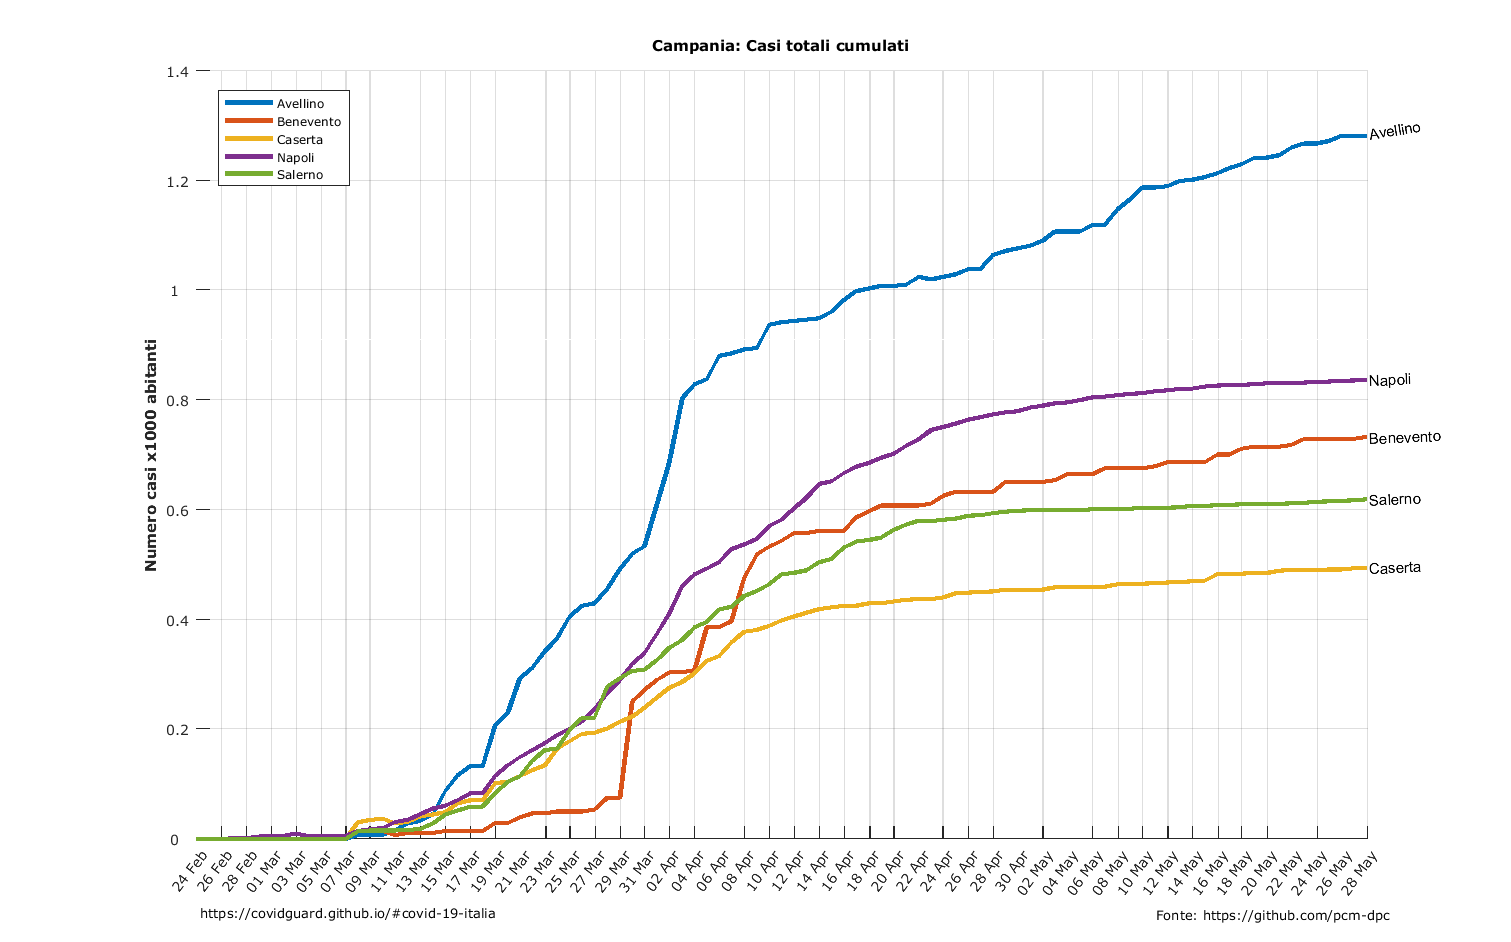 Campania: Casi totali cumulati
1.4
1.2
1
0.8
0.6
0.4
0.2
0
Numero casi x1000 abitanti
Avellino
Benevento
Caserta
Napoli
Salerno
Avellino
Napoli
Benevento
Salerno
Caserta
24 Feb
26 Feb
28 Feb
01 Mar
03 Mar
05 Mar
07 Mar
09 Mar
11 Mar
13 Mar
15 Mar
17 Mar
19 Mar
21 Mar
23 Mar
25 Mar
27 Mar
29 Mar
31 Mar
02 Apr
04 Apr
06 Apr
08 Apr
10 Apr
12 Apr
14 Apr
16 Apr
18 Apr
20 Apr
22 Apr
24 Apr
26 Apr
28 Apr
30 Apr
02 May
04 May
06 May
08 May
10 May
12 May
14 May
16 May
18 May
20 May
22 May
24 May
26 May
28 May
https://covidguard.github.io/#covid-19-italia
Fonte: https://github.com/pcm-dpc